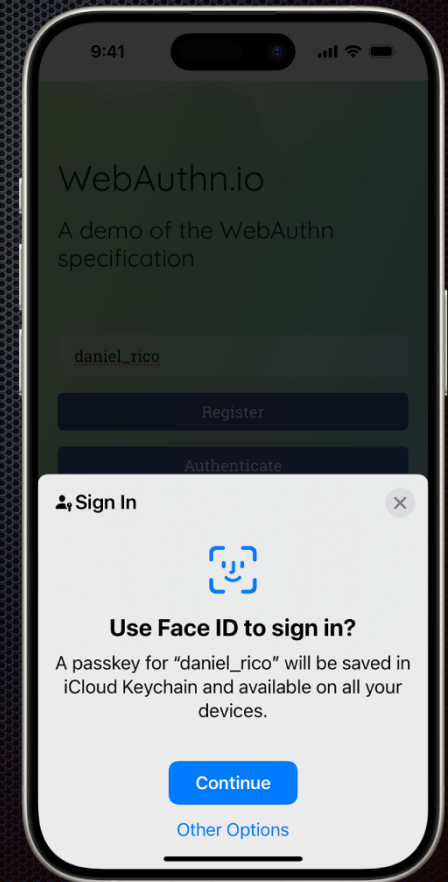 9:41
WebAuthn.io
A demo of the WebAuthn
specification
daniel_rico
Register
Authenticate
Sign In
Use Face ID to sign in?
A passkey for “daniel_rico” will be saved in
iCloud Keychain and available on all your
devices.
Continue
Other Options